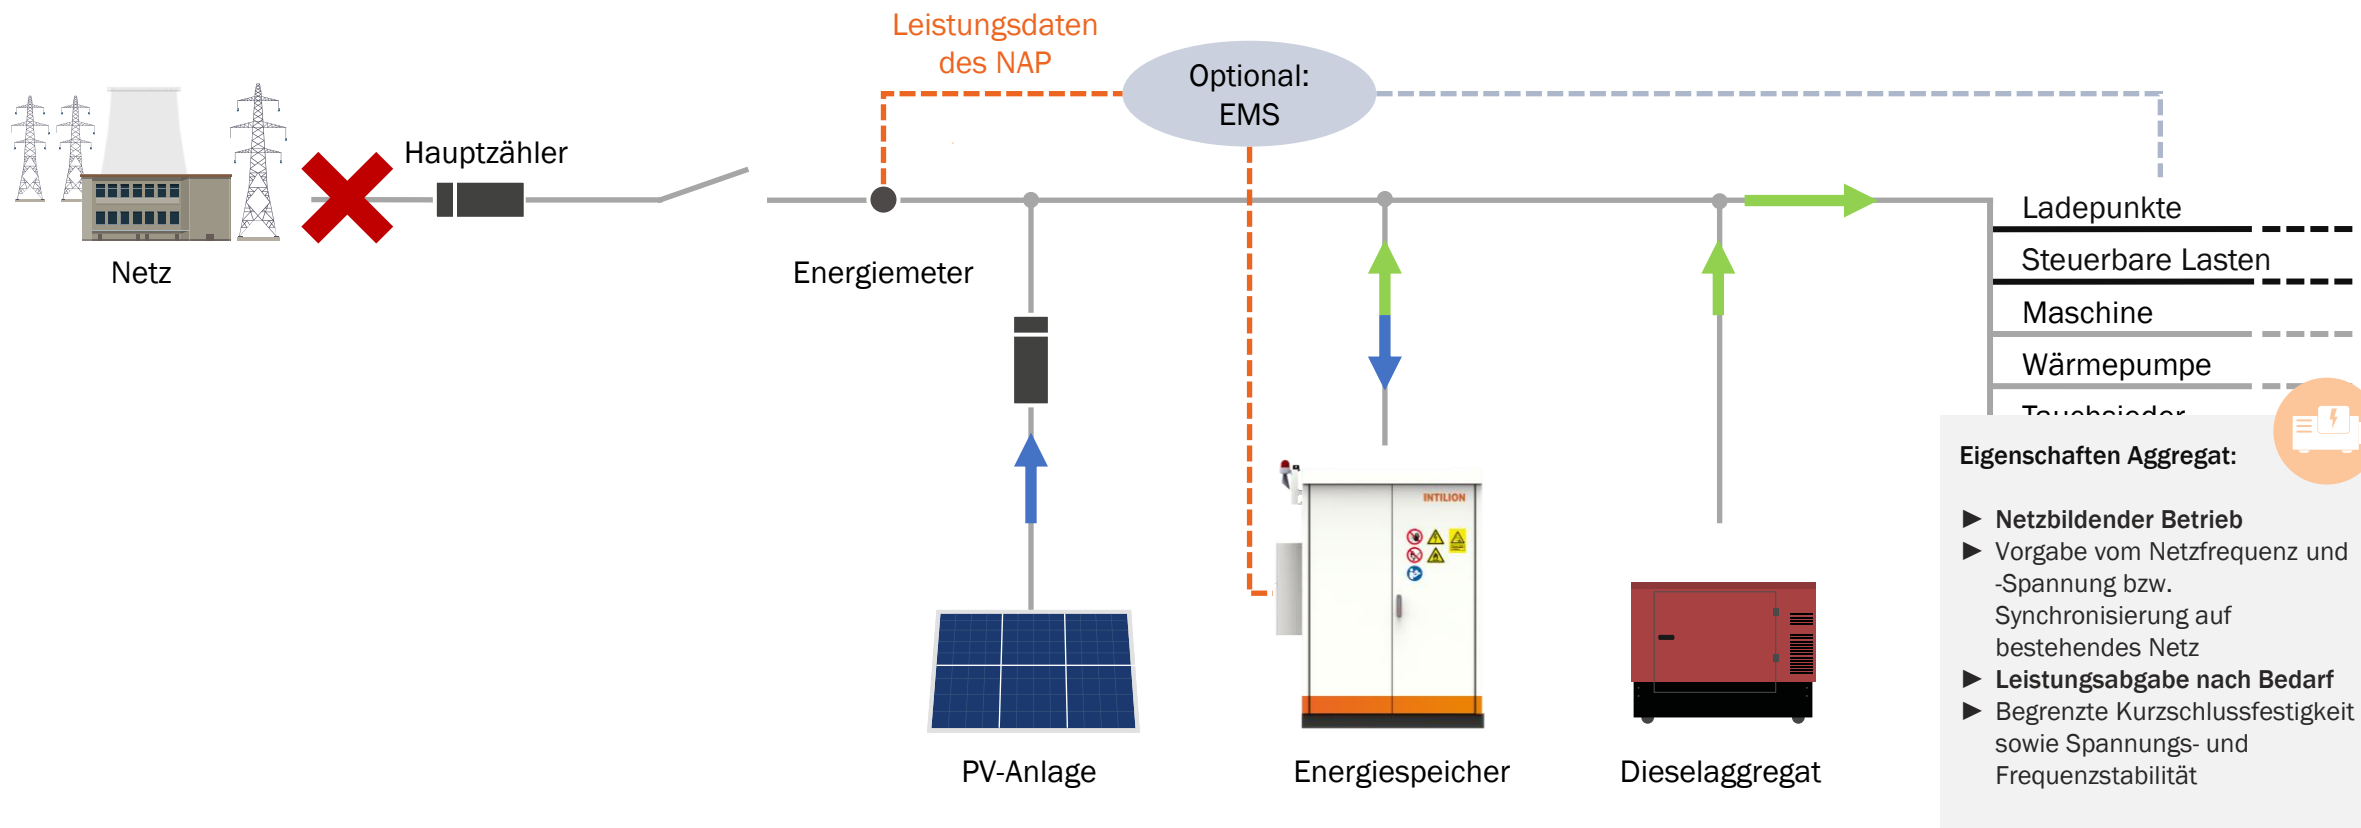 Leistungsdaten
des NAP
Optional:
EMS
Hauptzähler
Netz
Energiemeter
Ladepunkte
Steuerbare Lasten
Maschine
Wärmepumpe
Tauchsieder
Eigenschaften Aggregat:
► Netzbildender Betrieb
► Vorgabe vom Netzfrequenz und
-Spannung bzw.
Synchronisierung auf
bestehendes Netz
► Leistungsabgabe nach Bedarf
► Begrenzte Kurzschlussfestigkeit
sowie Spannungs- und
Frequenzstabilität
INTILION
PV-Anlage
Energiespeicher
Dieselaggregat